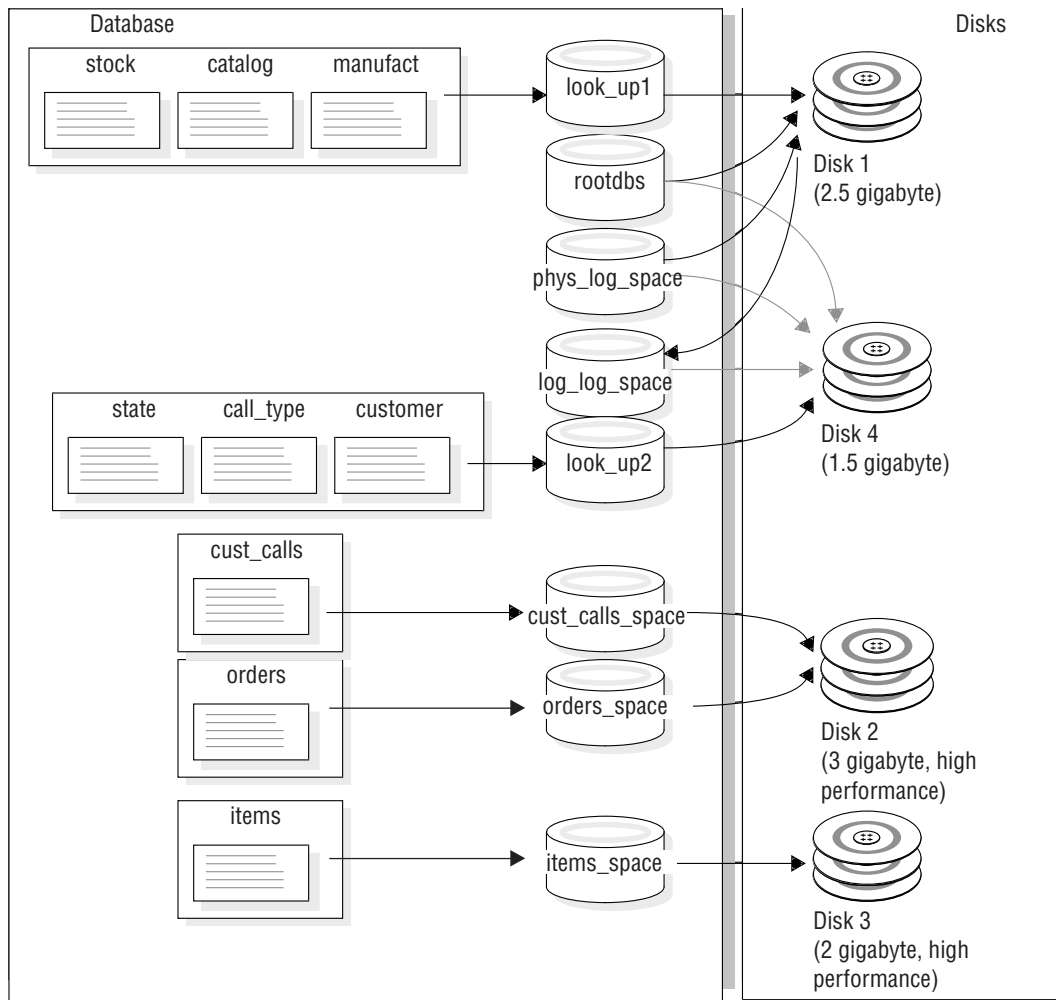 Database
Disks
stock
catalog
manufact
look_up1
Disk 1
(2.5 gigabyte)
rootdbs
phys_log_space
log_log_space
Disk 4
(1.5 gigabyte)
state
call_type
customer
look_up2
cust_calls
cust_calls_space
orders
orders_space
Disk 2
(3 gigabyte, high
performance)
items
items_space
Disk 3
(2 gigabyte, high
performance)